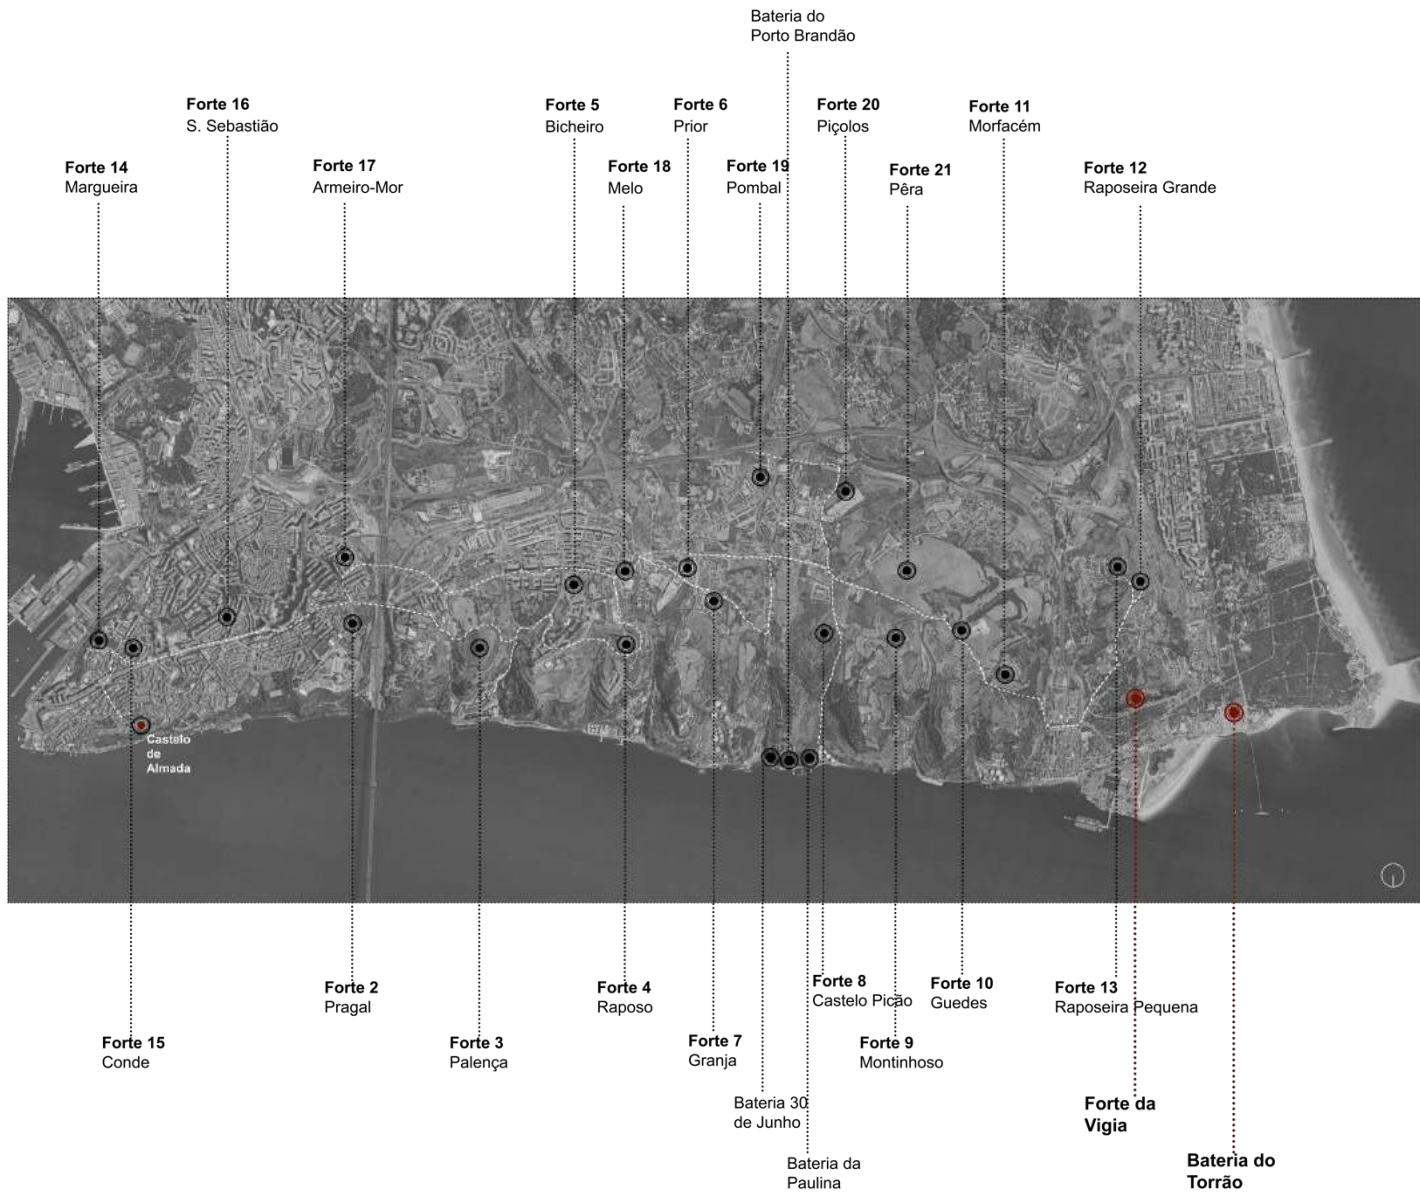 Bateria do
Porto Brandão
Forte 16
S. Sebastião
Forte 5
Bicheiro
Forte 6
Prior
Forte 20
Piçolos
Forte 11
Morfacém
Forte 14
Margueira
Forte 17
Armeiro-Mor
Forte 18
Melo
Forte 19
Pombal
Forte 21
Pêra
Forte 12
Raposeira Grande
Castelo
de
Almada
Forte 2
Pragal
Forte 4
Raposo
Forte 8
Castelo Picão
Forte 10
Guedes
Forte 13
Raposeira Pequena
Forte 15
Conde
Forte 3
Palença
Forte 7
Granja
Forte 9
Montinhoso
Bateria 30
de Junho
Forte da
Vigia
Bateria da
Paulina
Bateria do
Torrão